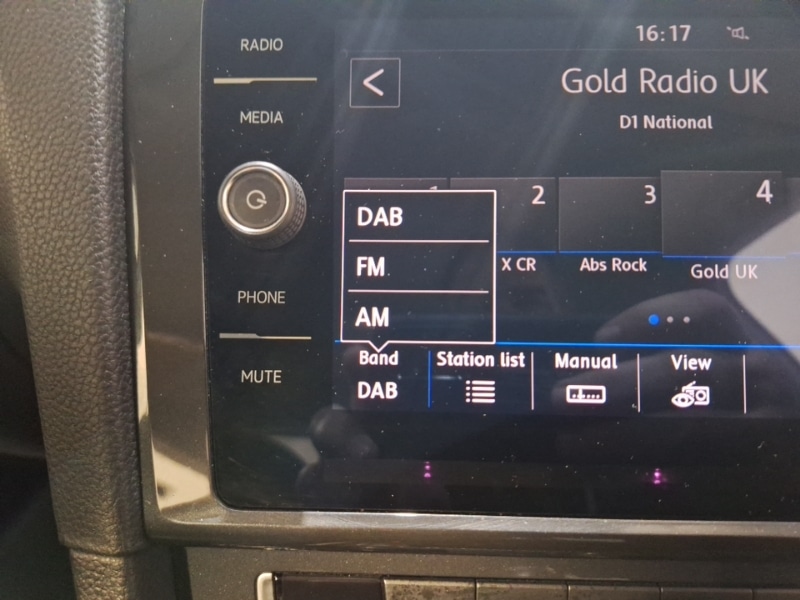 RADIO
MEDIA
PHONE
MUTE
16:17
<
Gold Radio UK
D1 National
2
3
4
X CR
Abs Rock
Gold UK
DAB
FM
AM
Band
DAB
Station list
Manual
View